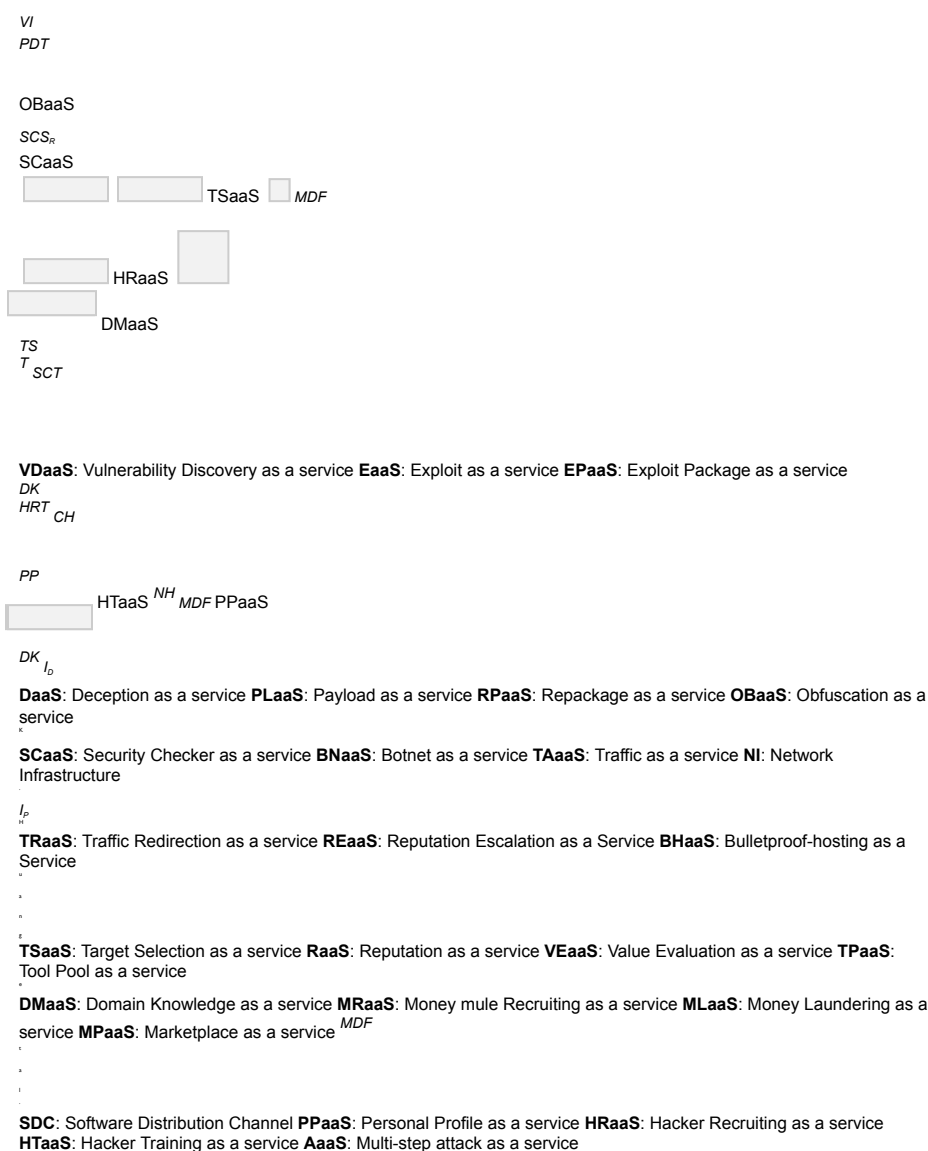 VI
PDT
OBaaS
SCS_R
SCaaS
TSaaS MDF
HRaaS
DMaaS
TS
T SCT
VDaaS: Vulnerability Discovery as a service EaaS: Exploit as a service EPaaS: Exploit Package as a service
DK
HRT CH
PP
HTaaS NH MDF PPaaS
DK I_D
DaaS: Deception as a service PLaaS: Payload as a service RPaaS: Repackage as a service OBaaS: Obfuscation as a
service
K
SCaaS: Security Checker as a service BNaaS: Botnet as a service TAaaS: Traffic as a service NI: Network
Infrastructure
I_P
H
TRaaS: Traffic Redirection as a service REaaS: Reputation Escalation as a Service BHaaS: Bulletproof-hosting as a
Service
TSaaS: Target Selection as a service RaaS: Reputation as a service VEaaS: Value Evaluation as a service TPaaS:
Tool Pool as a service
DMaaS: Domain Knowledge as a service MRaaS: Money mule Recruiting as a service MLaaS: Money Laundering as a
service MPaaS: Marketplace as a service MDF
SDC: Software Distribution Channel PPaaS: Personal Profile as a service HRaaS: Hacker Recruiting as a service
HTaaS: Hacker Training as a service AaaS: Multi-step attack as a service